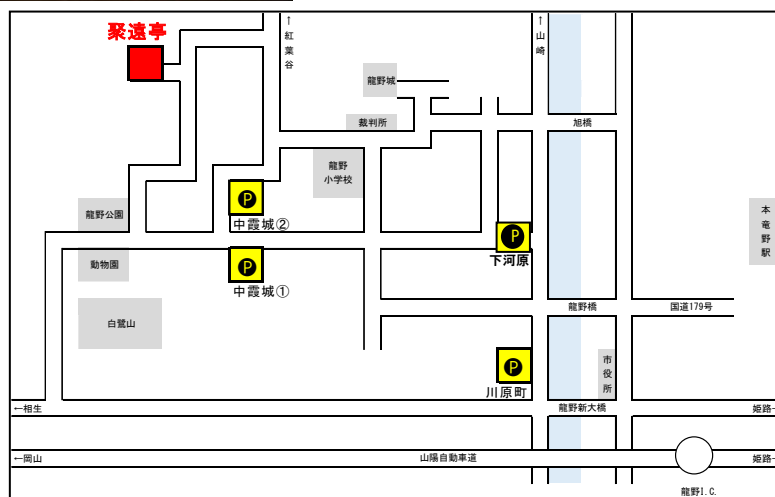 聚遠亭
↑紅葉谷
↑山崎
龍野城
裁判所
旭橋
龍野
小学校
龍野公園
中霞城②
本竜野駅
動物園
下河原
中霞城①
龍野橋
国道179号
白鷺山
市役所
川原町
←相生
龍野新大橋
姫路→
←岡山
山陽自動車道
姫路→
龍野I.C.
P
P
P
P